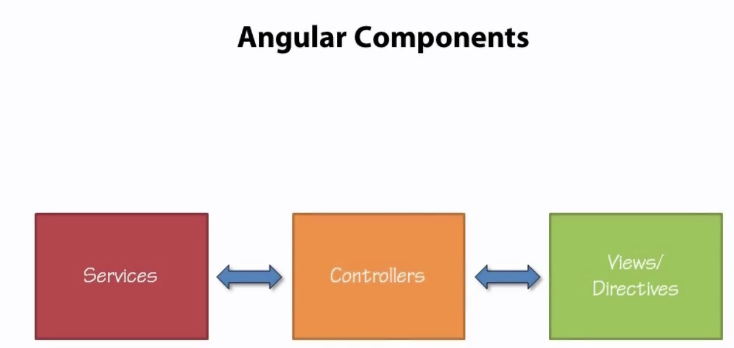 Angular Components
Services
Controllers
Views/
Directives